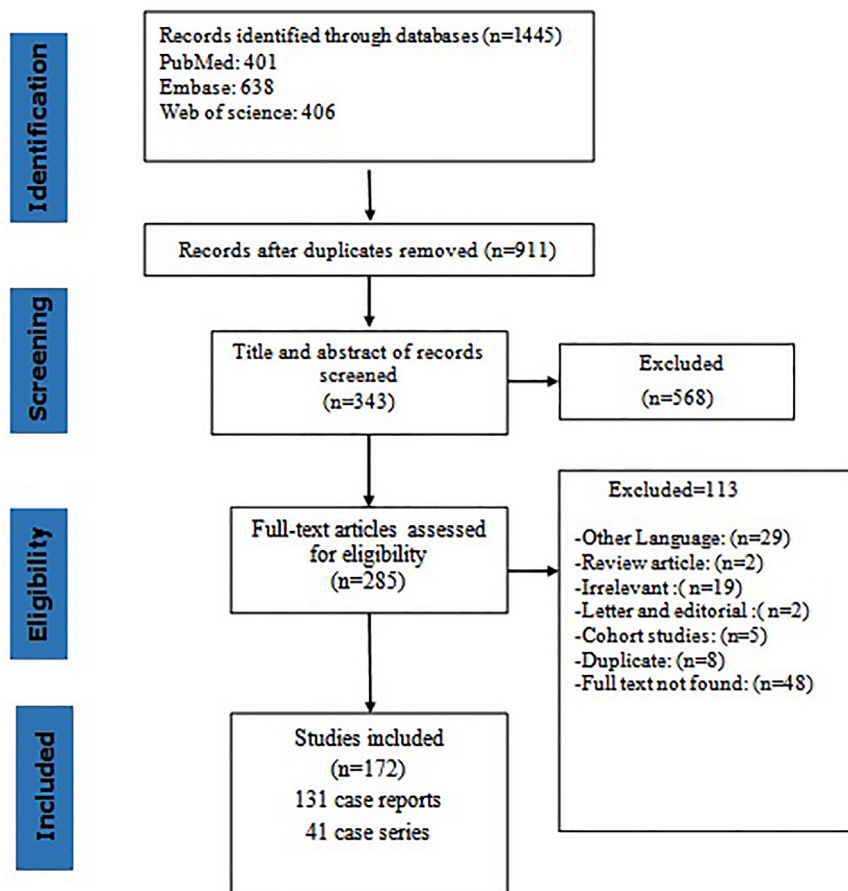 Identification
Records identified through databases (n=1445)
PubMed: 401
Embase: 638
Web of science: 406
Records after duplicates removed (n=911)
Screening
Title and abstract of records
screened
(n=343)
Excluded
(n=568)
Eligibility
Full-text articles assessed
for eligibility
(n=285)
Excluded=113
-Other Language: (n=29)
-Review article: (n=2)
-Irrelevant :( n=19)
-Letter and editorial :( n=2)
-Cohort studies: (n=5)
-Duplicate: (n=8)
-Full text not found: (n=48)
Included
Studies included
(n=172)
131 case reports
41 case series